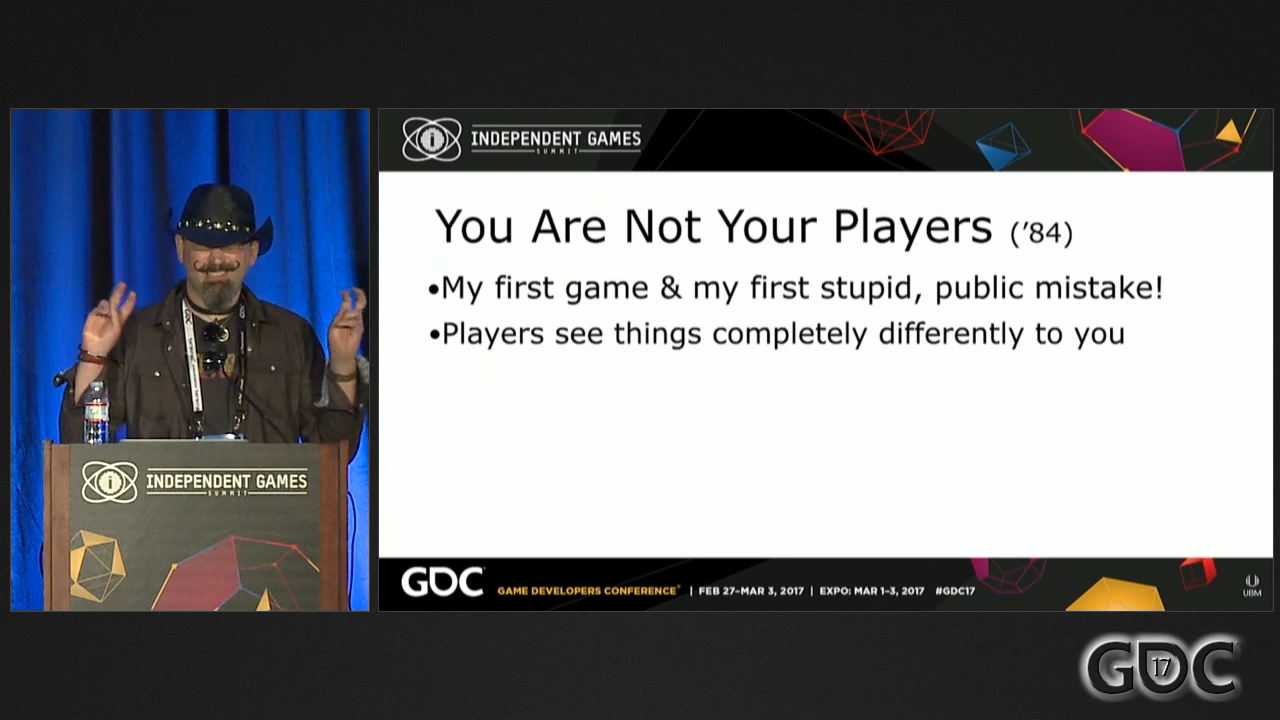 INDEPENDENT GAMES
SUMMIT
You Are Not Your Players ('84)
•My first game & my first stupid, public mistake!
•Players see things completely differently to you
INDEPENDENT GAMES
SUMMIT
GDC GAME DEVELOPERS CONFERENCE® | FEB 27–MAR 3, 2017 | EXPO: MAR 1–3, 2017 #GDC17
UBM
GDC 17